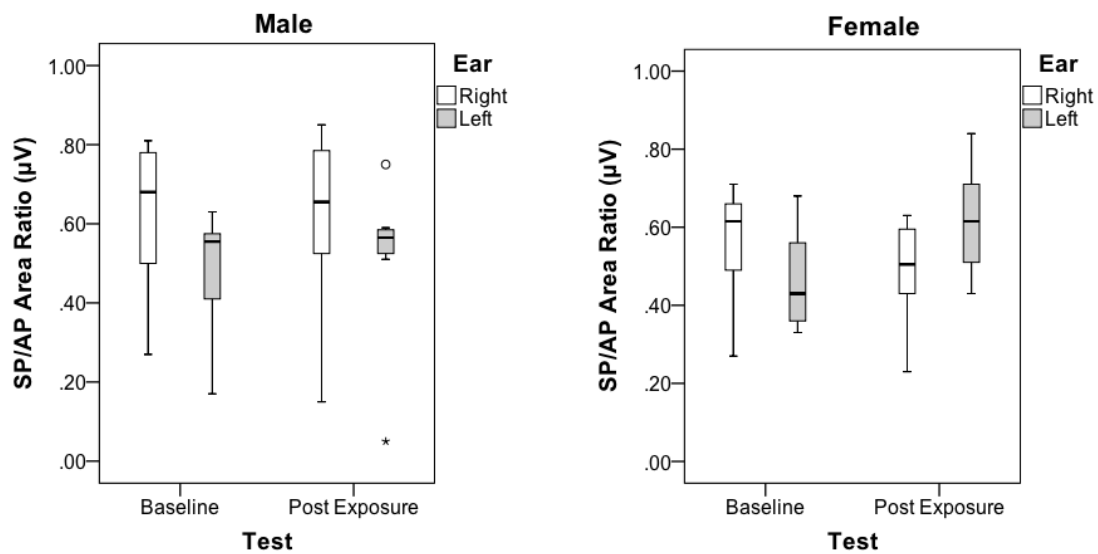 Male
Ear
Right
Left
1.00
.80
.60
.40
.20
.00
SP/AP Area Ratio (µV)
Baseline
Post Exposure
Test
Female
Ear
Right
Left
1.00
.80
.60
.40
.20
.00
SP/AP Area Ratio (µV)
Baseline
Post Exposure
Test